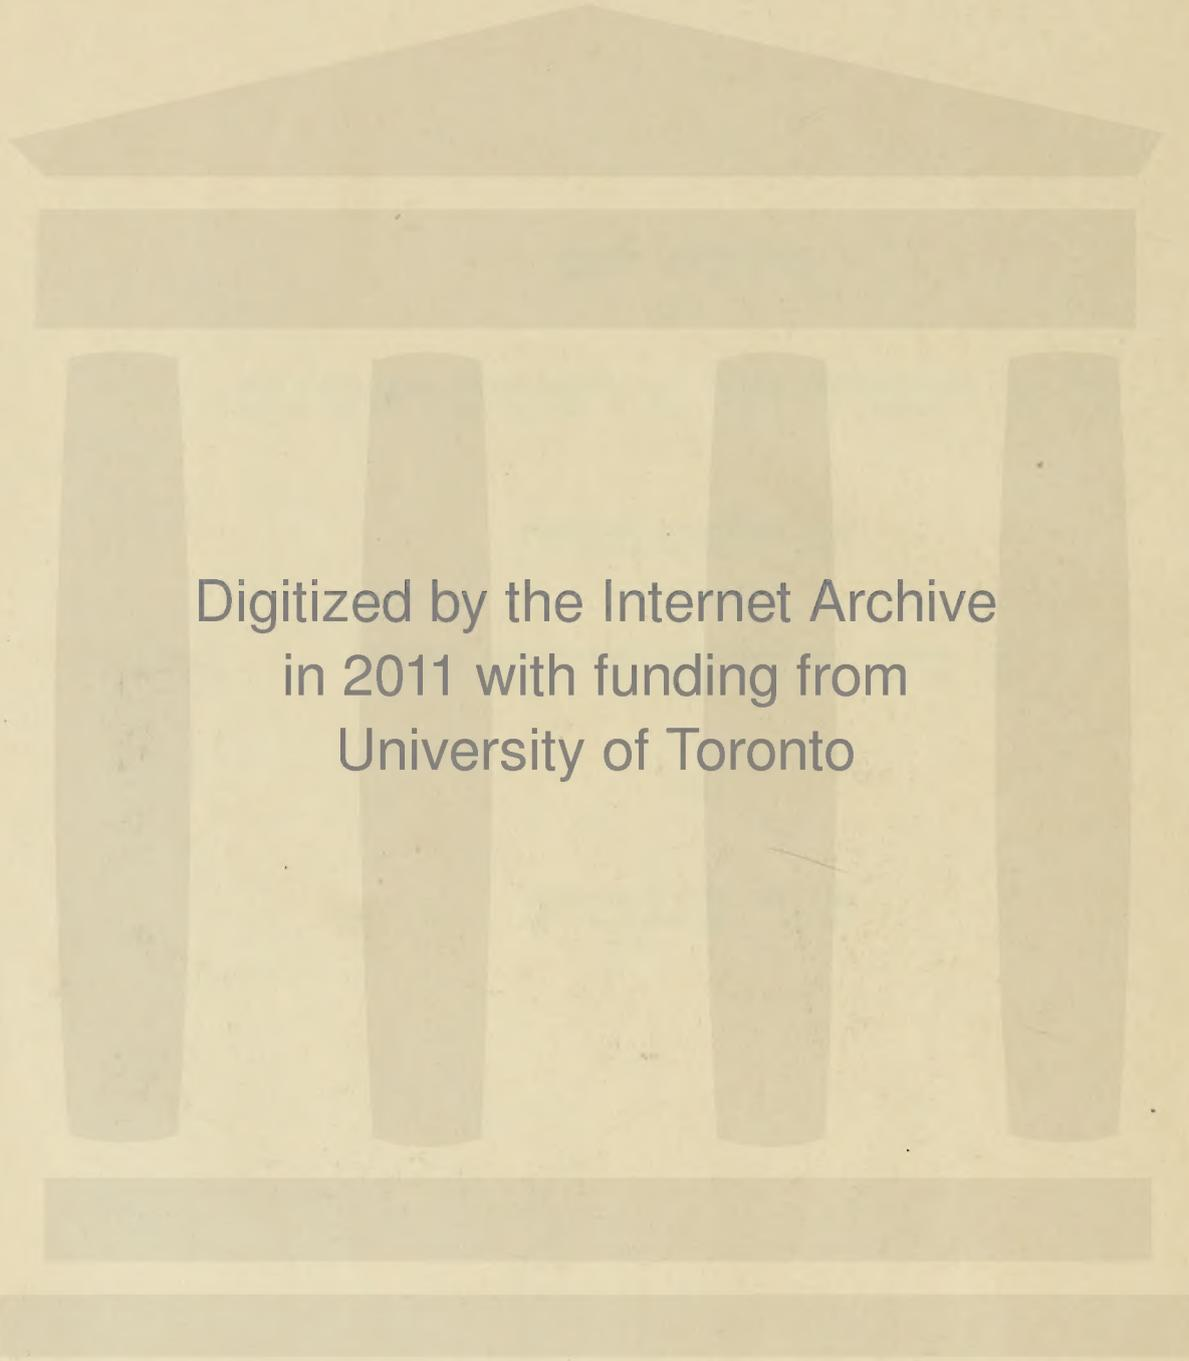 Digitized by the Internet Archive
in 2011 with funding from
University of Toronto